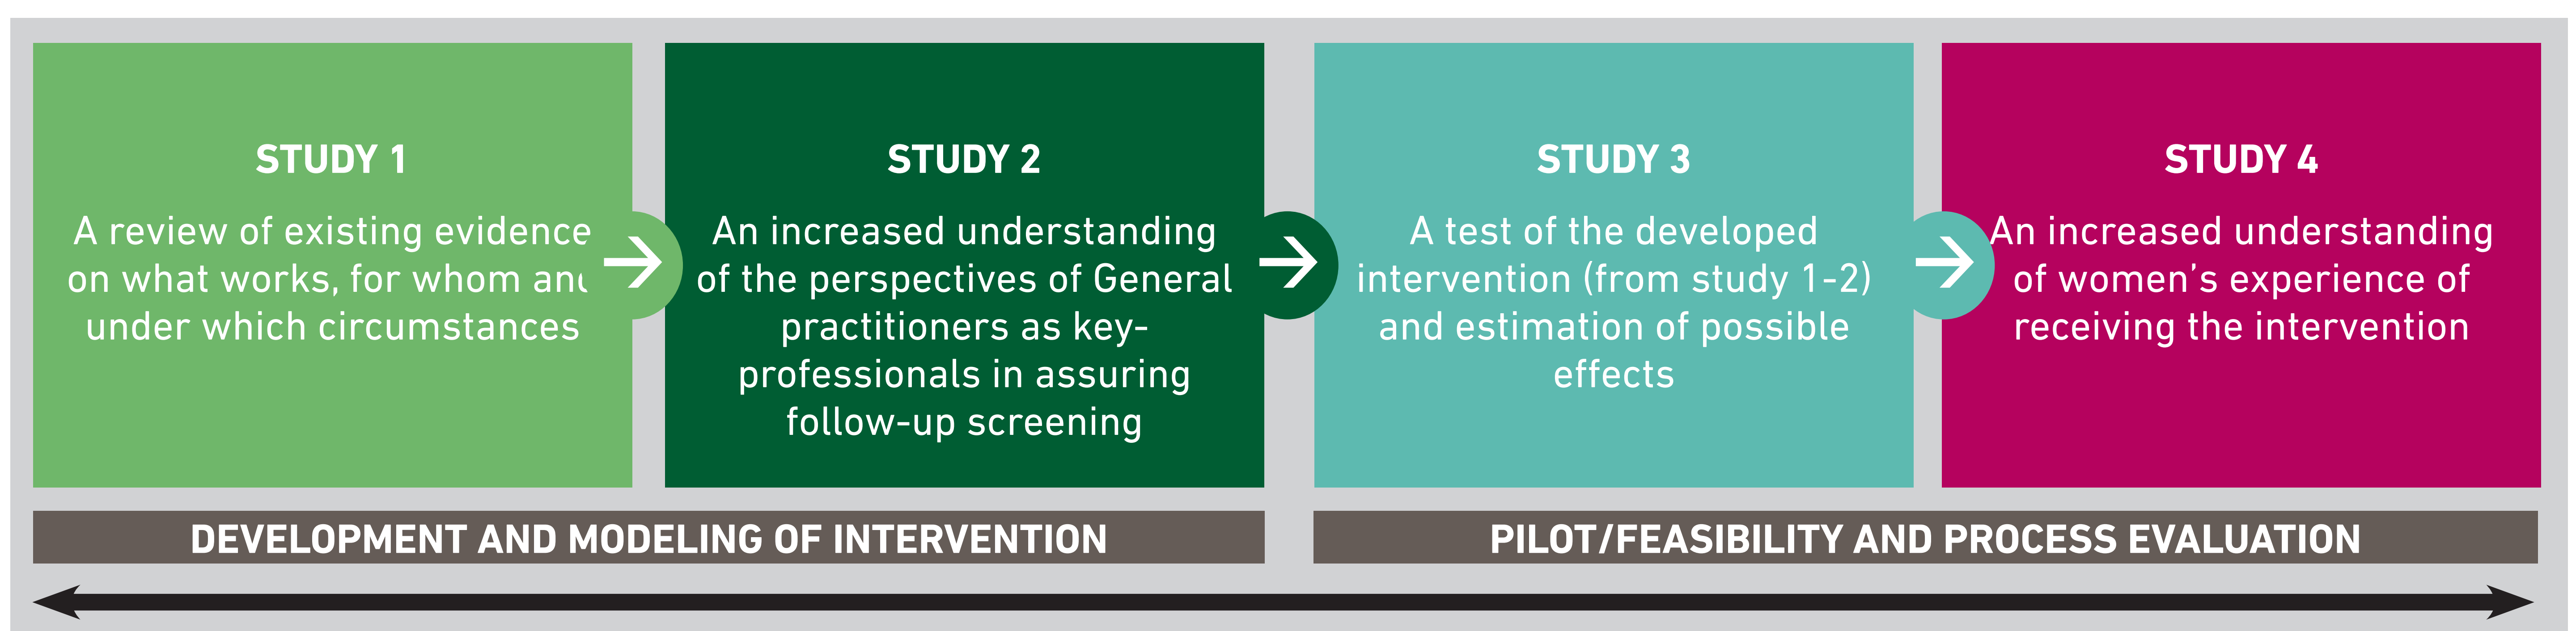 STUDY 1
A review of existing evidence
on what works, for whom and
under which circumstances
STUDY 2
An increased understanding
of the perspectives of General
practitioners as key-
professionals in assuring
follow-up screening
STUDY 3
A test of the developed
intervention (from study 1-2)
and estimation of possible
effects
STUDY 4
An increased understanding
of women’s experience of
receiving the intervention
DEVELOPMENT AND MODELING OF INTERVENTION
PILOT/FEASIBILITY AND PROCESS EVALUATION